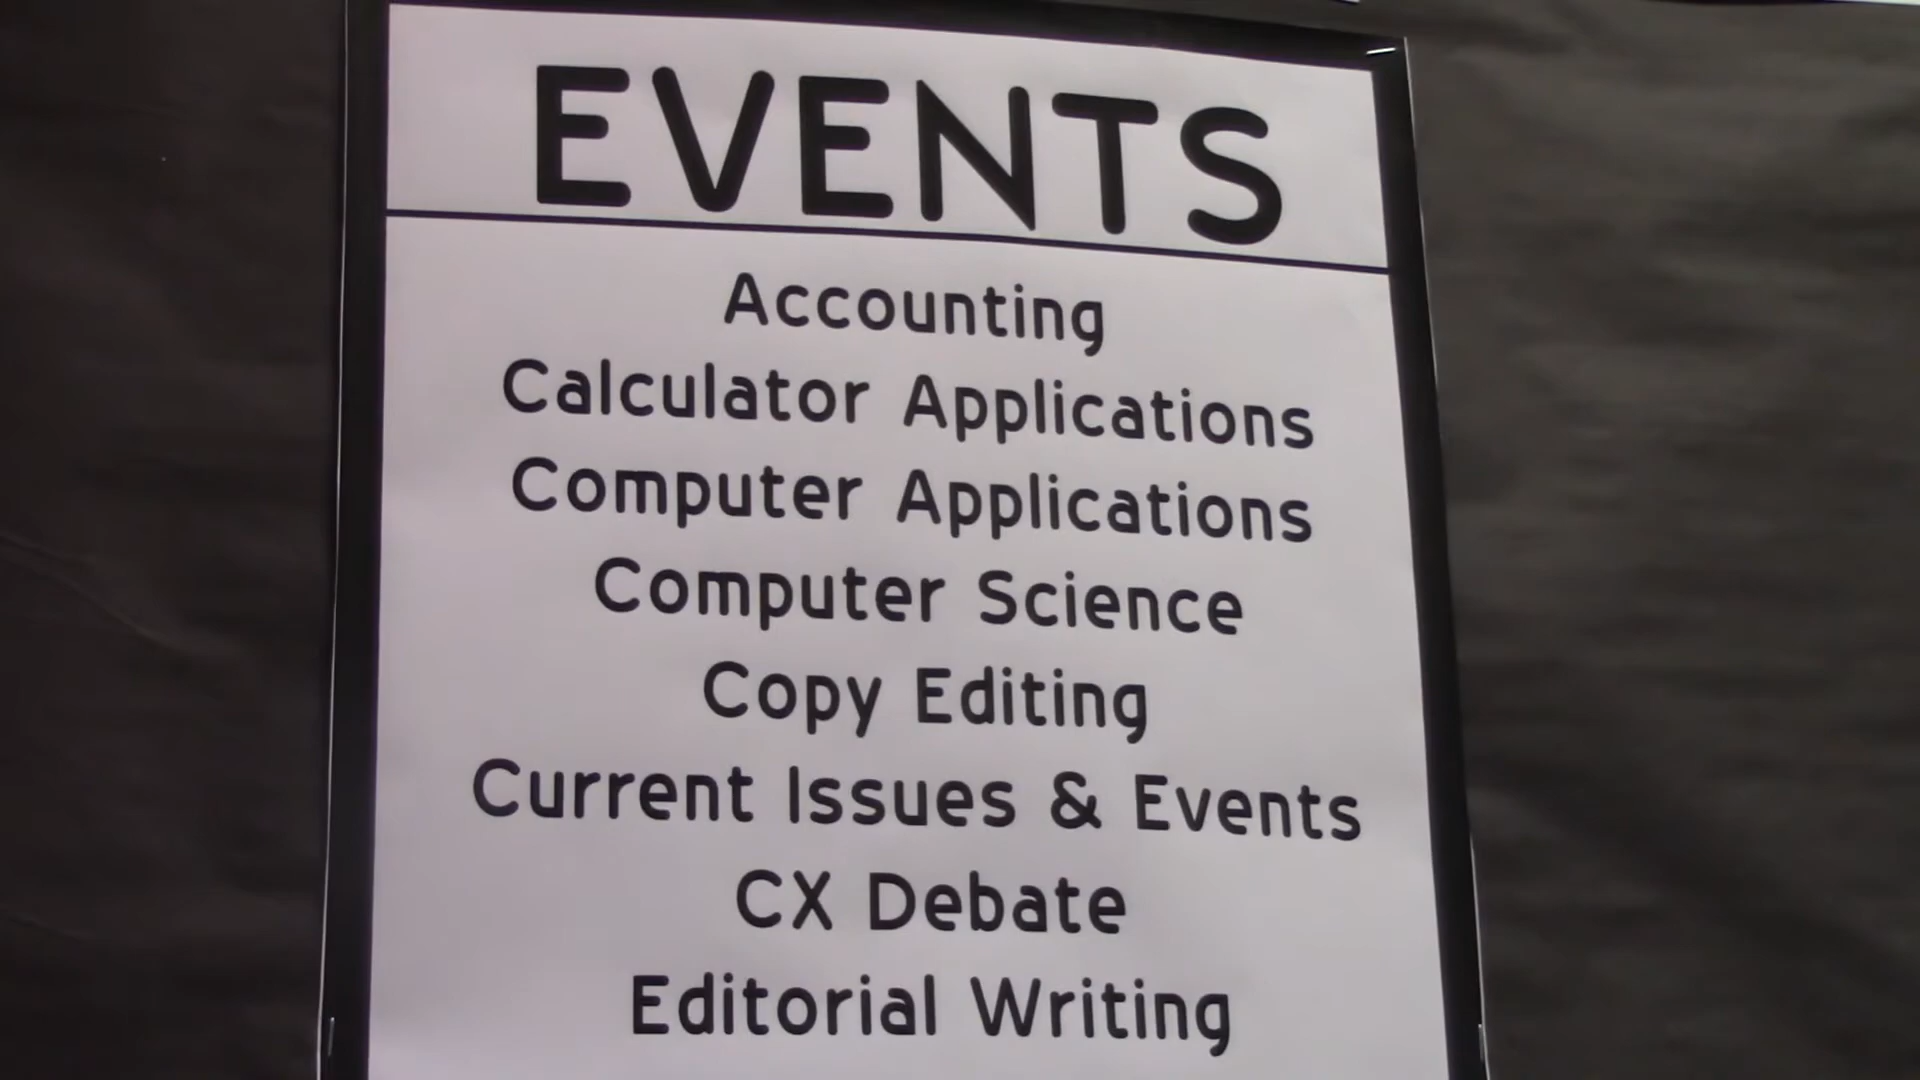 EVENTS
Accounting
Calculator Applications
Computer Applications
Computer Science
Copy Editing
Current Issues & Events
CX Debate
Editorial Writing